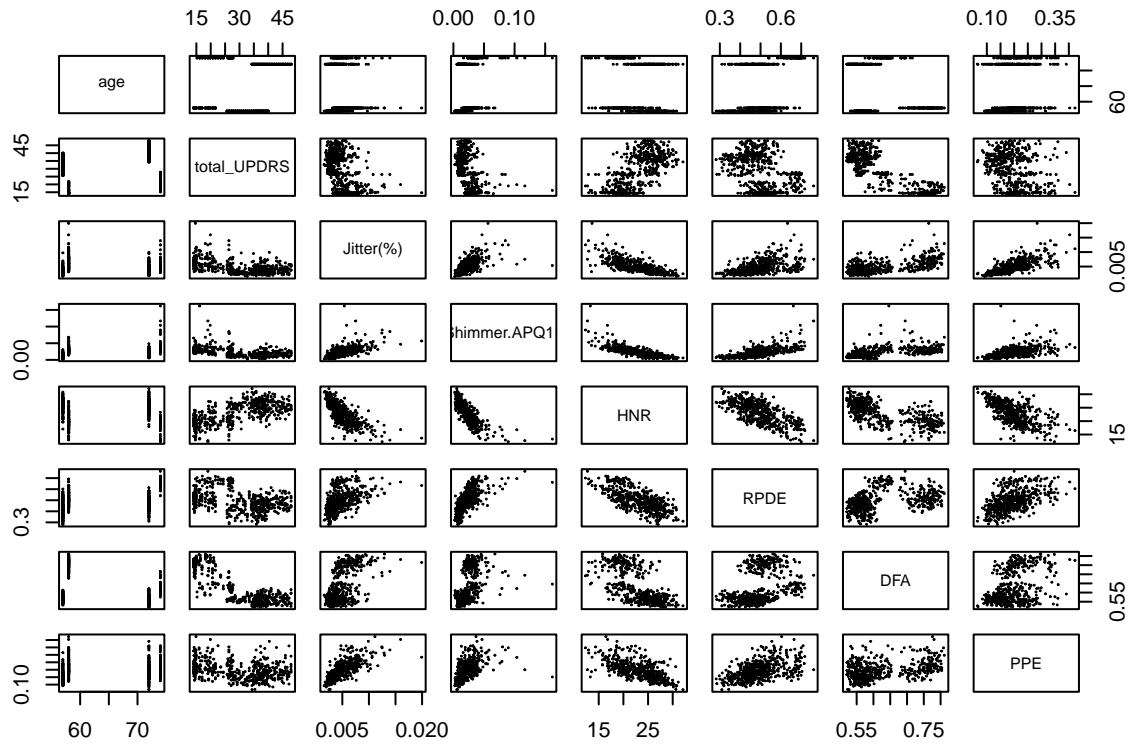 15 30 45
0.00 0.10
0.3 0.6
0.10 0.35
age
60
45
15
total_UPDRS
Jitter(%)
0.005
0.00
Shimmer.APQ1
HNR
15
0.3
RPDE
DFA
0.55
0.10
PPE
60 70
0.005 0.020
15 25
0.55 0.75